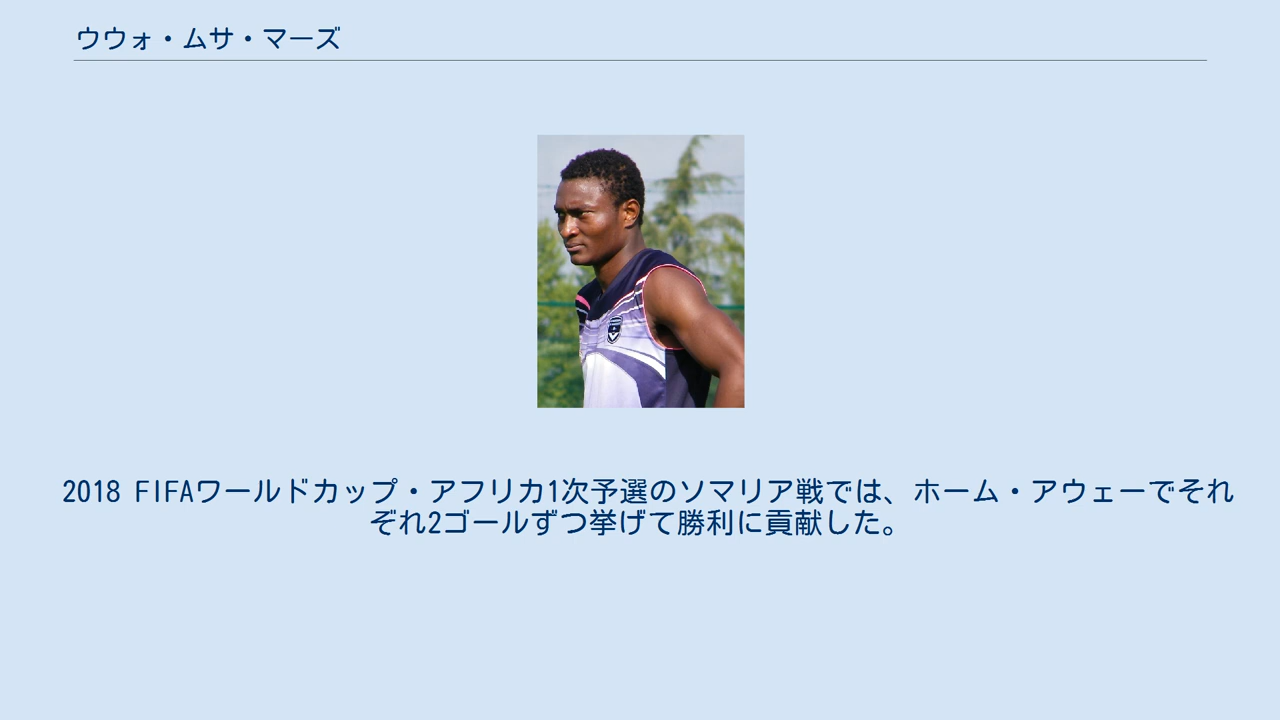 ウウォ・ムサ・マーズ
2018 FIFAワールドカップ・アフリカ1次予選のソマリア戦では、ホーム・アウェーでそれ
ぞれ2ゴールずつ挙げて勝利に貢献した。